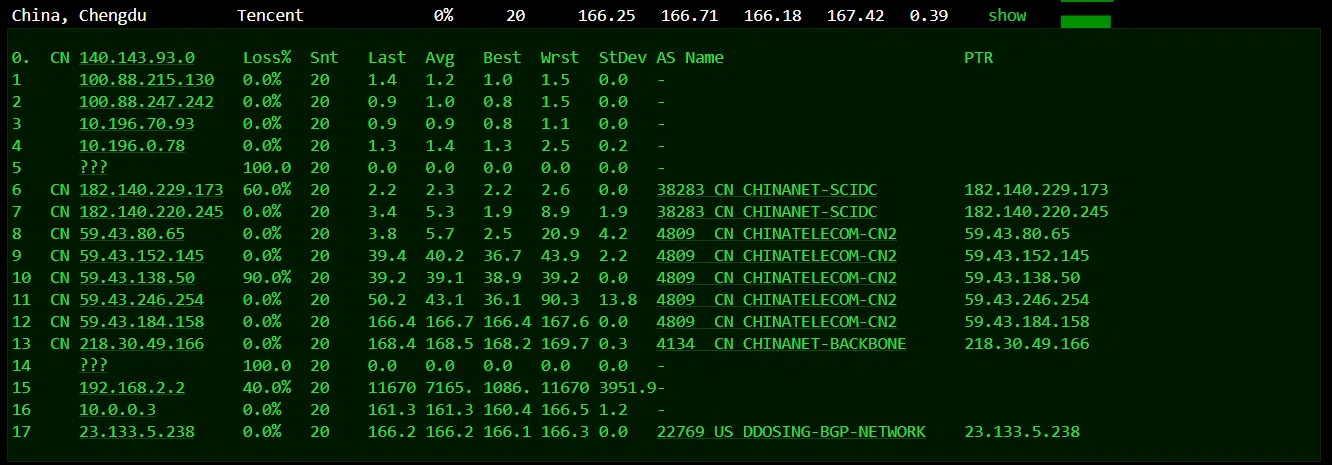 China, Chengdu Tencent 0% 20 166.25 166.71 166.18 167.42 0.39 show
0. CN 140.143.93.0 Loss% Snt Last Avg Best Wrst StDev AS Name PTR
1 100.88.215.130 0.0% 20 1.4 1.2 1.0 1.5 0.0 -
2 100.88.247.242 0.0% 20 0.9 1.0 0.8 1.5 0.0 -
3 10.196.70.93 0.0% 20 0.9 0.9 0.8 1.1 0.0 -
4 10.196.0.78 0.0% 20 1.3 1.4 1.3 2.5 0.2 -
5 ??? 100.0 20 0.0 0.0 0.0 0.0 0.0 -
6 CN 182.140.229.173 60.0% 20 2.2 2.3 2.2 2.6 0.0 38283 CN CHINANET-SCIDC 182.140.229.173
7 CN 182.140.220.245 0.0% 20 3.4 5.3 1.9 8.9 1.9 38283 CN CHINANET-SCIDC 182.140.220.245
8 CN 59.43.80.65 0.0% 20 3.8 5.7 2.5 20.9 4.2 4809 CN CHINATELECOM-CN2 59.43.80.65
9 CN 59.43.152.145 0.0% 20 39.4 40.2 36.7 43.9 2.2 4809 CN CHINATELECOM-CN2 59.43.152.145
10 CN 59.43.138.50 90.0% 20 39.2 39.1 38.9 39.2 0.0 4809 CN CHINATELECOM-CN2 59.43.138.50
11 CN 59.43.246.254 0.0% 20 50.2 43.1 36.1 90.3 13.8 4809 CN CHINATELECOM-CN2 59.43.246.254
12 CN 59.43.184.158 0.0% 20 166.4 166.7 166.4 167.6 0.0 4809 CN CHINATELECOM-CN2 59.43.184.158
13 CN 218.30.49.166 0.0% 20 168.4 168.5 168.2 169.7 0.3 4134 CN CHINANET-BACKBONE 218.30.49.166
14 ??? 100.0 20 0.0 0.0 0.0 0.0 0.0 -
15 192.168.2.2 40.0% 20 11670 7165. 1086. 11670 3951.9-
16 10.0.0.3 0.0% 20 161.3 161.3 160.4 166.5 1.2 -
17 23.133.5.238 0.0% 20 166.2 166.2 166.1 166.3 0.0 22769 US DDOSING-BGP-NETWORK 23.133.5.238